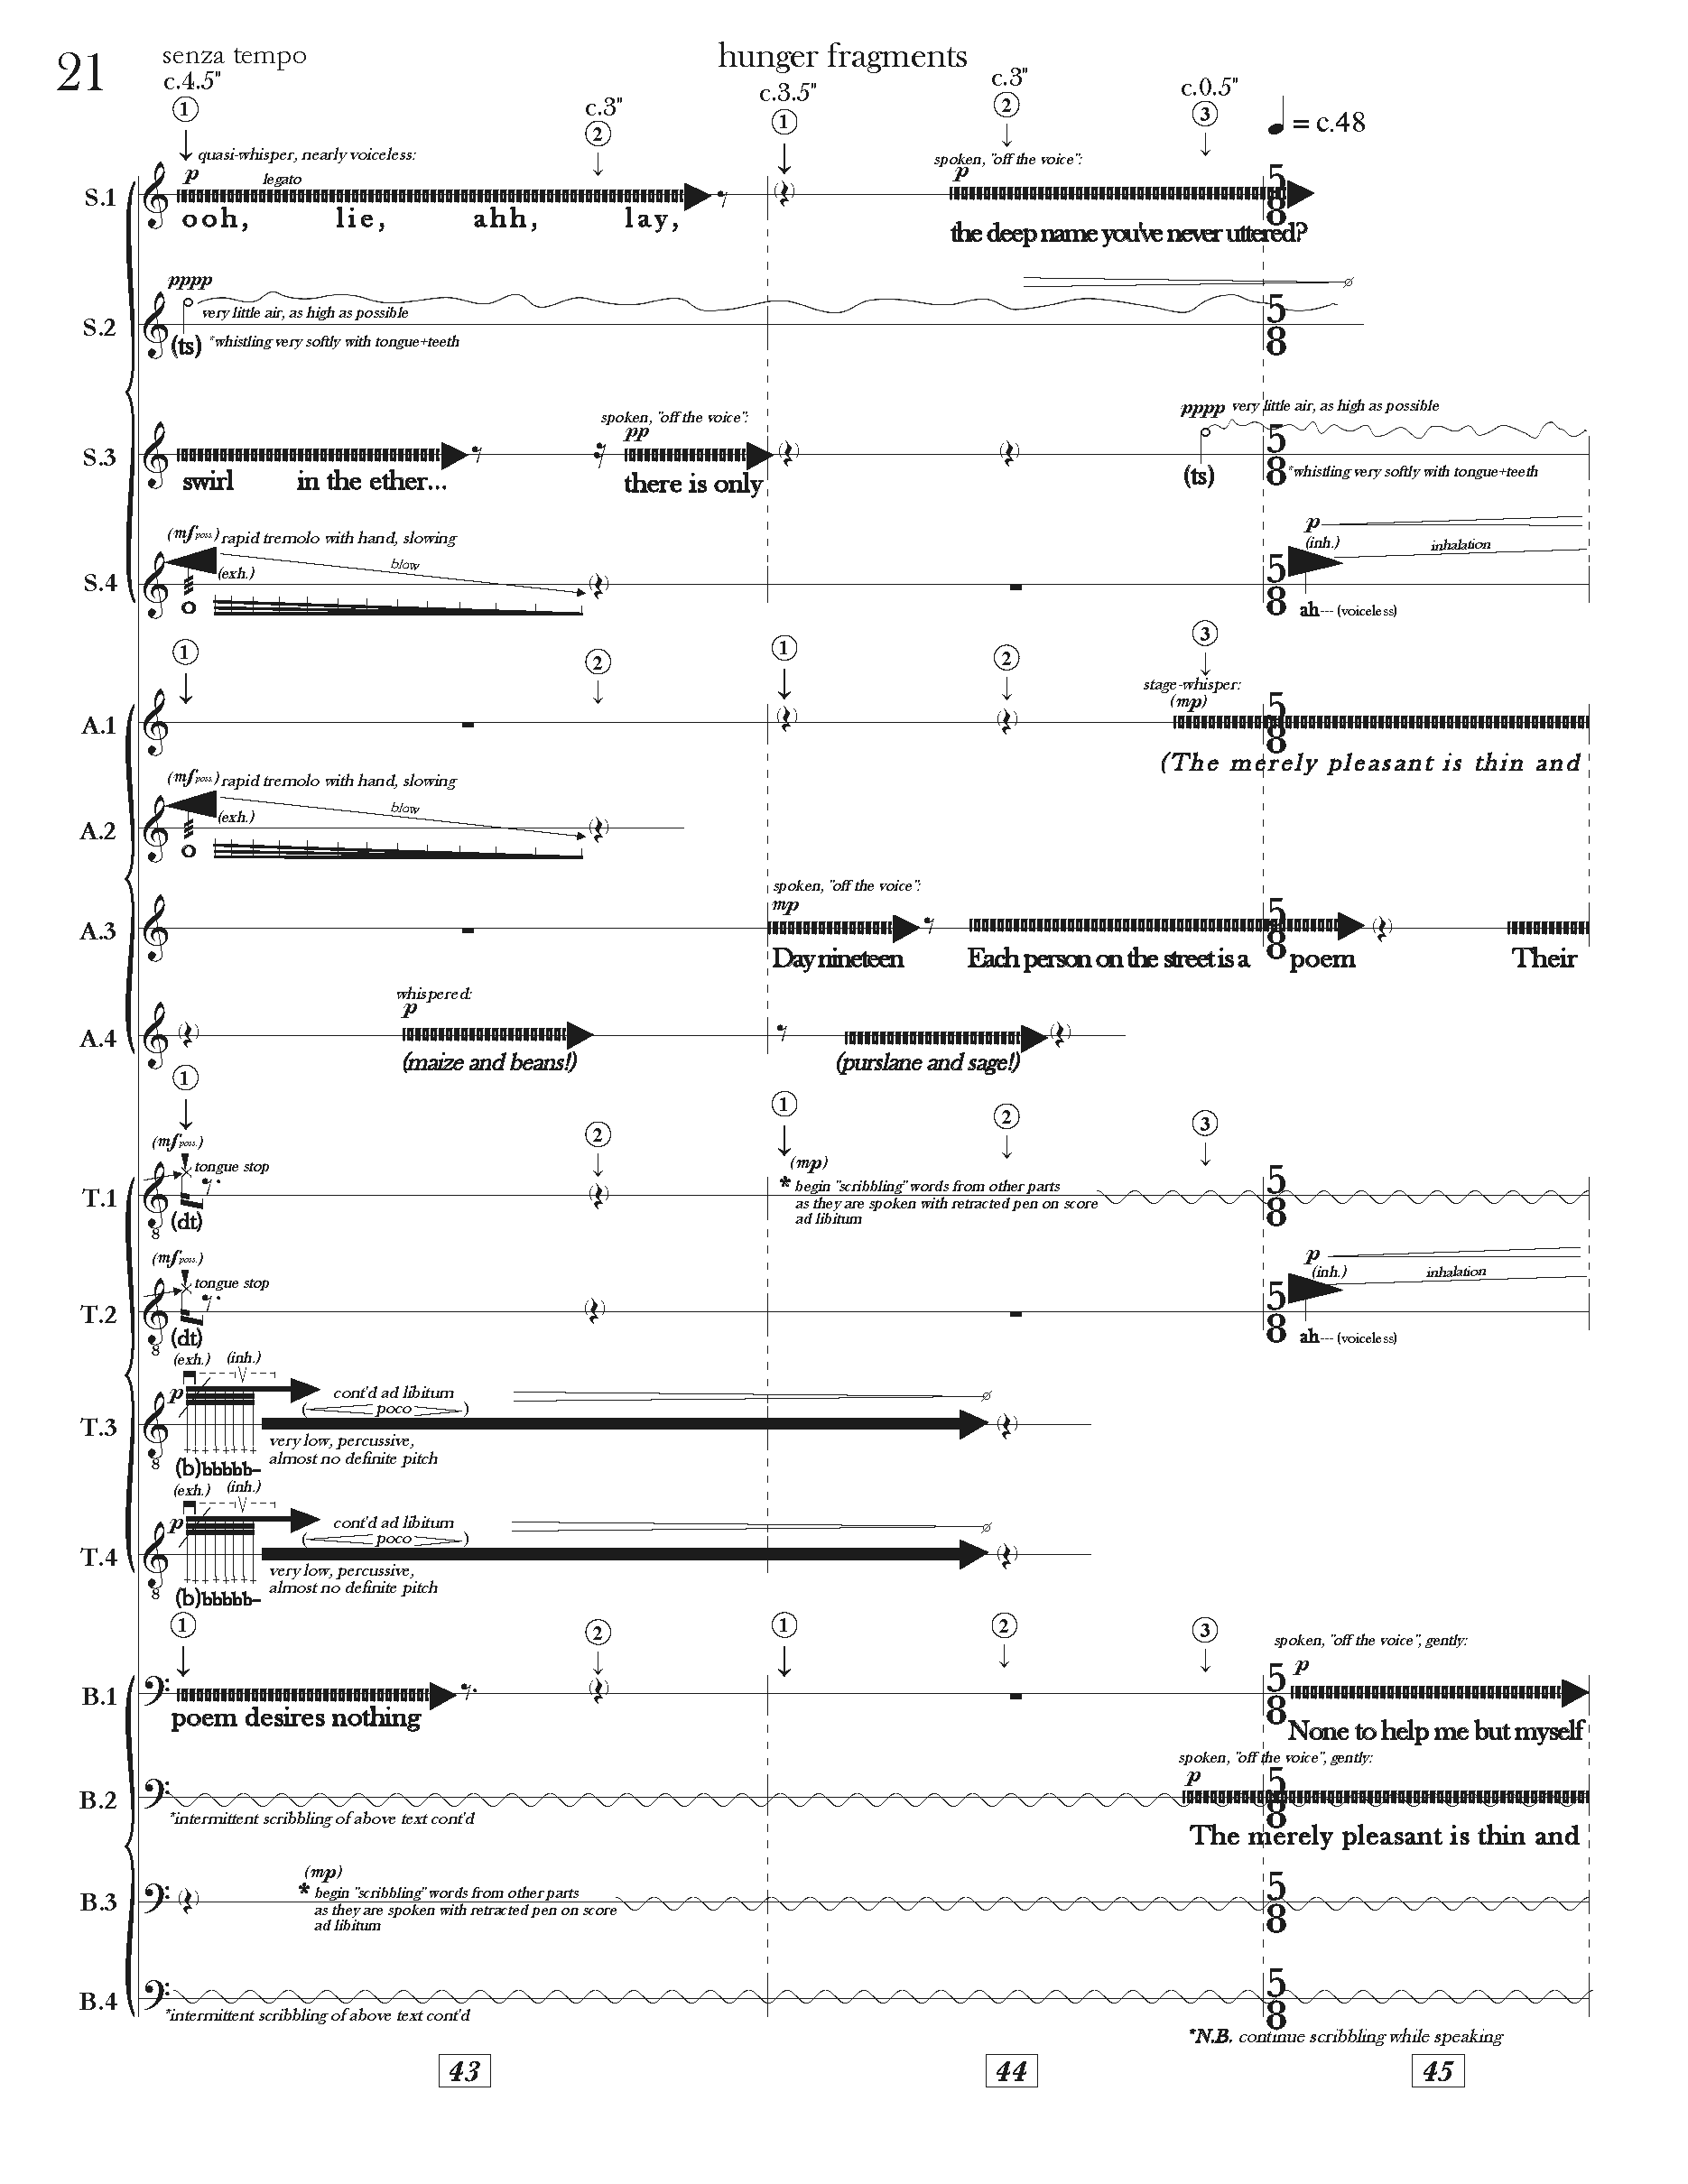 21
senza tempo
hunger fragments
c.4.5"
c.3"
c.3.5"
c.3"
c.0.5"
= c.48
1
2
1
2
3
quasi-whisper, nearly voiceless:
spoken, "off the voice":
p
legato
p
S.1
5
8
ooh, lie, ahh, lay,
the deep name you've never uttered?
pppp
very little air, as high as possible
S.2
5
8
(ts) *whistling very softly with tongue+teeth
spoken, "off the voice":
pp
pppp very little air, as high as possible
S.3
5
8
swirl in the ether...
there is only
(ts)
*whistling very softly with tongue+teeth
(mf poss.) rapid tremolo with hand, slowing
blow
(exh.)
p
(inh.)
inhalation
S.4
5
8
ah--- (voiceless)
1
2
1
2
3
stage-whisper:
(mp)
A.1
5
8
(The merely pleasant is thin and
(mf poss.) rapid tremolo with hand, slowing
blow
(exh.)
A.2
spoken, "off the voice":
mp
A.3
5
8
Day nineteen Each person on the street is a poem Their
whispered:
p
A.4
(maize and beans!)
(purslane and sage!)
1
2
1
2
3
(mf poss.)
tongue stop
(mp)
T.1
* begin "scribbling" words from other parts
as they are spoken with retracted pen on score
ad libitum
5
8
(dt)
8
(mf poss.)
tongue stop
p
(inh.)
inhalation
T.2
5
8
(dt)
8
ah--- (voiceless)
(exh.) (inh.)
p
cont'd ad libitum
( poco )
T.3
very low, percussive,
almost no definite pitch
8
(b)bbbbb–
(exh.) (inh.)
p
cont'd ad libitum
( poco )
T.4
very low, percussive,
almost no definite pitch
8
(b)bbbbb–
1
2
1
2
3
spoken, "off the voice", gently:
p
B.1
5
8
poem desires nothing
None to help me but myself
spoken, "off the voice", gently:
p
B.2
5
8
*intermittent scribbling of above text cont'd
The merely pleasant is thin and
(mp)
B.3
* begin "scribbling" words from other parts
as they are spoken with retracted pen on score
ad libitum
5
8
B.4
5
8
*intermittent scribbling of above text cont'd
*N.B. continue scribbling while speaking
43
44
45